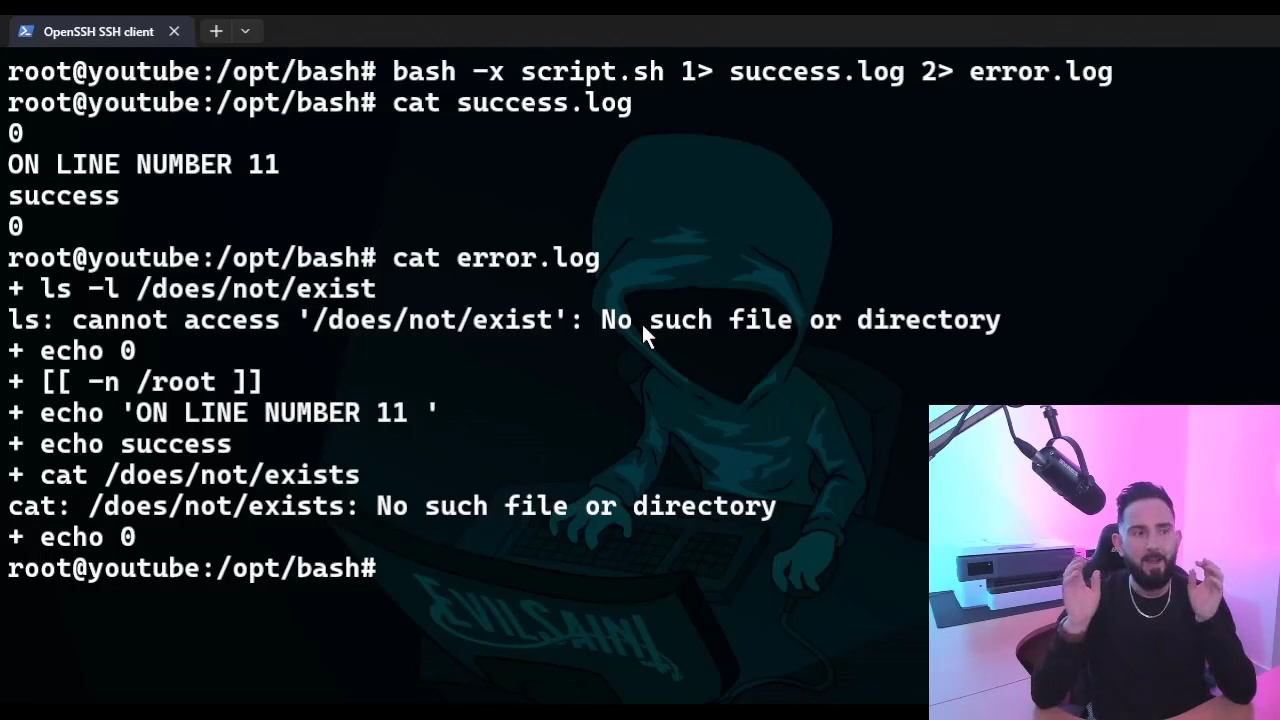 OpenSSH SSH client
root@youtube:/opt/bash# bash -x script.sh 1> success.log 2> error.log
root@youtube:/opt/bash# cat success.log
0
ON LINE NUMBER 11
success
0
root@youtube:/opt/bash# cat error.log
+ ls -l /does/not/exist
ls: cannot access '/does/not/exist': No such file or directory
+ echo 0
+ [[ -n /root ]]
+ echo 'ON LINE NUMBER 11 '
+ echo success
+ cat /does/not/exists
cat: /does/not/exists: No such file or directory
+ echo 0
root@youtube:/opt/bash#
EVILSAINT